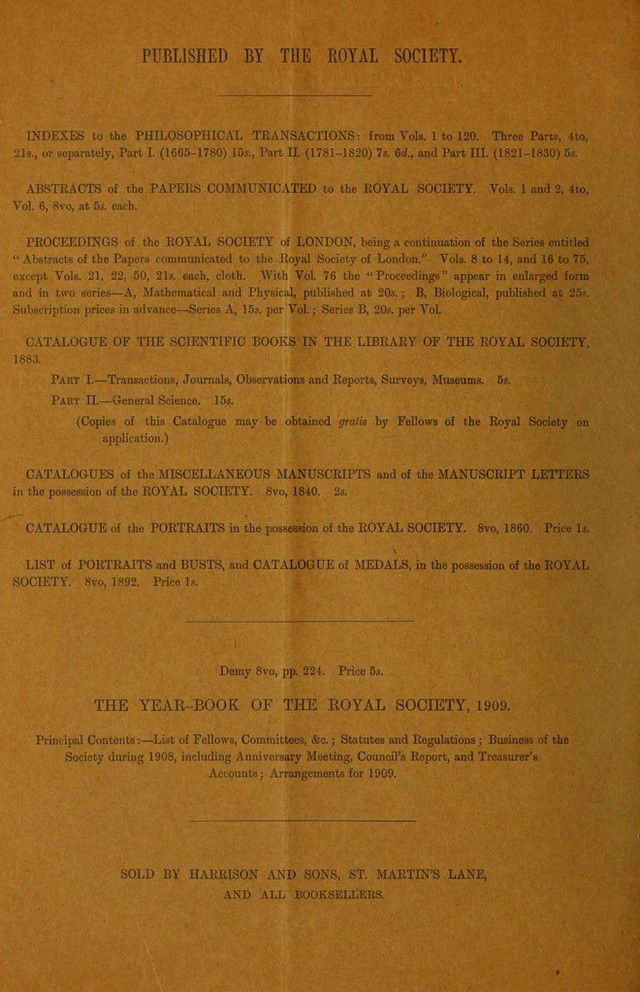 PUBLISHED BY THE ROYAL SOCIETY.
INDEXES to the PHILOSOPHICAL TRANSACTIONS: from Vols. 1 to 120. Three Parts, 4to,
21s., or separately, Part I. (1665–1780) 15s., Part II. (1781–1820) 7s. 6d., and Part III. (1821–1830) 5s.
ABSTRACTS of the PAPERS COMMUNICATED to the ROYAL SOCIETY. Vols. 1 and 2, 4to,
Vol. 6, 8vo, at 5s. each.
PROCEEDINGS of the ROYAL SOCIETY of LONDON, being a continuation of the Series entitled
“Abstracts of the Papers communicated to the Royal Society of London.” Vols. 8 to 14, and 16 to 75,
except Vols. 21, 22, 50, 21s. each, cloth. With Vol. 76 the “Proceedings” appear in enlarged form
and in two series—A, Mathematical and Physical, published at 20s.; B, Biological, published at 25s.
Subscription prices in advance—Series A, 15s. per Vol.; Series B, 20s. per Vol.
CATALOGUE OF THE SCIENTIFIC BOOKS IN THE LIBRARY OF THE ROYAL SOCIETY,
1883.
PART I.—Transactions, Journals, Observations and Reports, Surveys, Museums. 5s.
PART II.—General Science. 15s.
(Copies of this Catalogue may be obtained gratis by Fellows of the Royal Society on
application.)
CATALOGUES of the MISCELLANEOUS MANUSCRIPTS and of the MANUSCRIPT LETTERS
in the possession of the ROYAL SOCIETY. 8vo, 1840. 2s.
CATALOGUE of the PORTRAITS in the possession of the ROYAL SOCIETY. 8vo, 1860. Price 1s.
LIST of PORTRAITS and BUSTS, and CATALOGUE of MEDALS, in the possession of the ROYAL
SOCIETY. 8vo, 1892. Price 1s.
Demy 8vo, pp. 224. Price 5s.
THE YEAR-BOOK OF THE ROYAL SOCIETY, 1909.
Principal Contents:—List of Fellows, Committees, &c.; Statutes and Regulations; Business of the
Society during 1908, including Anniversary Meeting, Council's Report, and Treasurer's
Accounts; Arrangements for 1909.
SOLD BY HARRISON AND SONS, ST. MARTIN'S LANE,
AND ALL BOOKSELLERS.